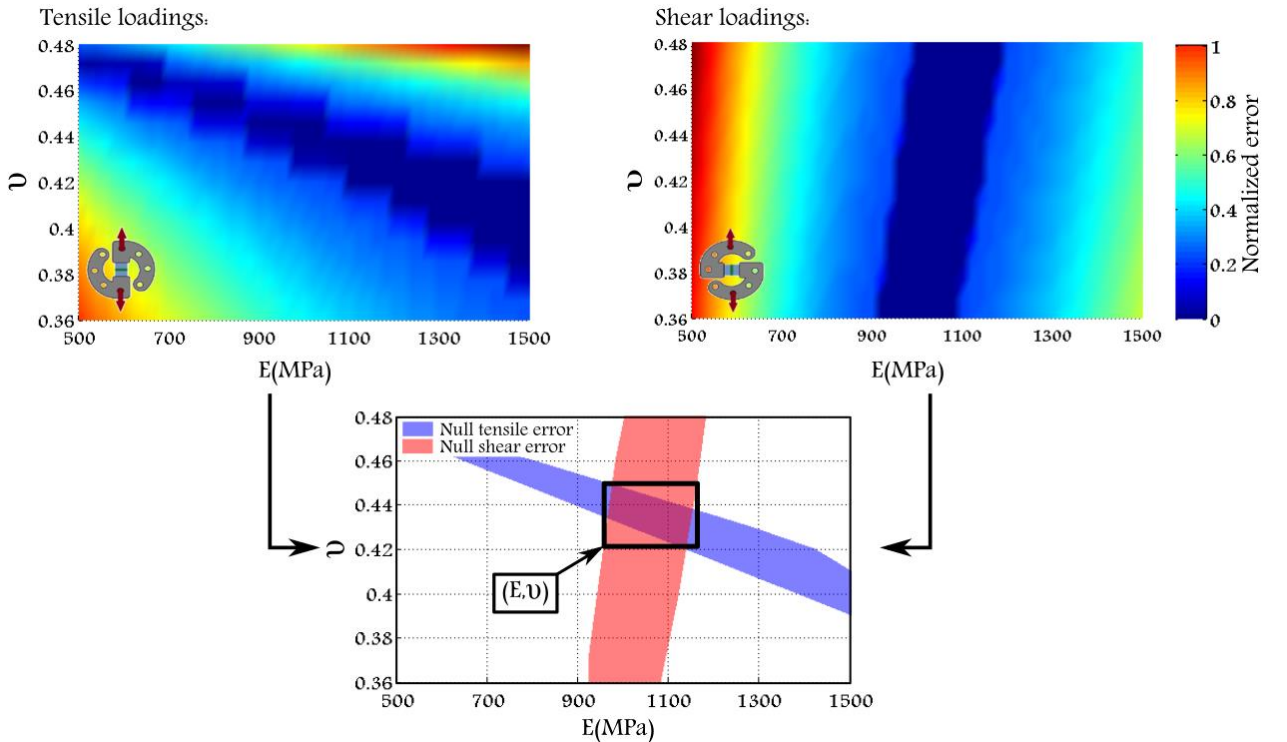 Tensile loadings:
Shear loadings:
0.48
0.46
0.44
0.42
0.4
0.38
0.36
υ
500 700 900 1100 1300 1500
E(MPa)
0.48
0.46
0.44
0.42
0.4
0.38
0.36
υ
500 700 900 1100 1300 1500
E(MPa)
1
0.8
0.6
0.4
0.2
0
Normalized error
0.48
0.46
0.44
0.42
0.4
0.38
0.36
υ
Null tensile error
Null shear error
(E,υ)
500 700 900 1100 1300 1500
E(MPa)